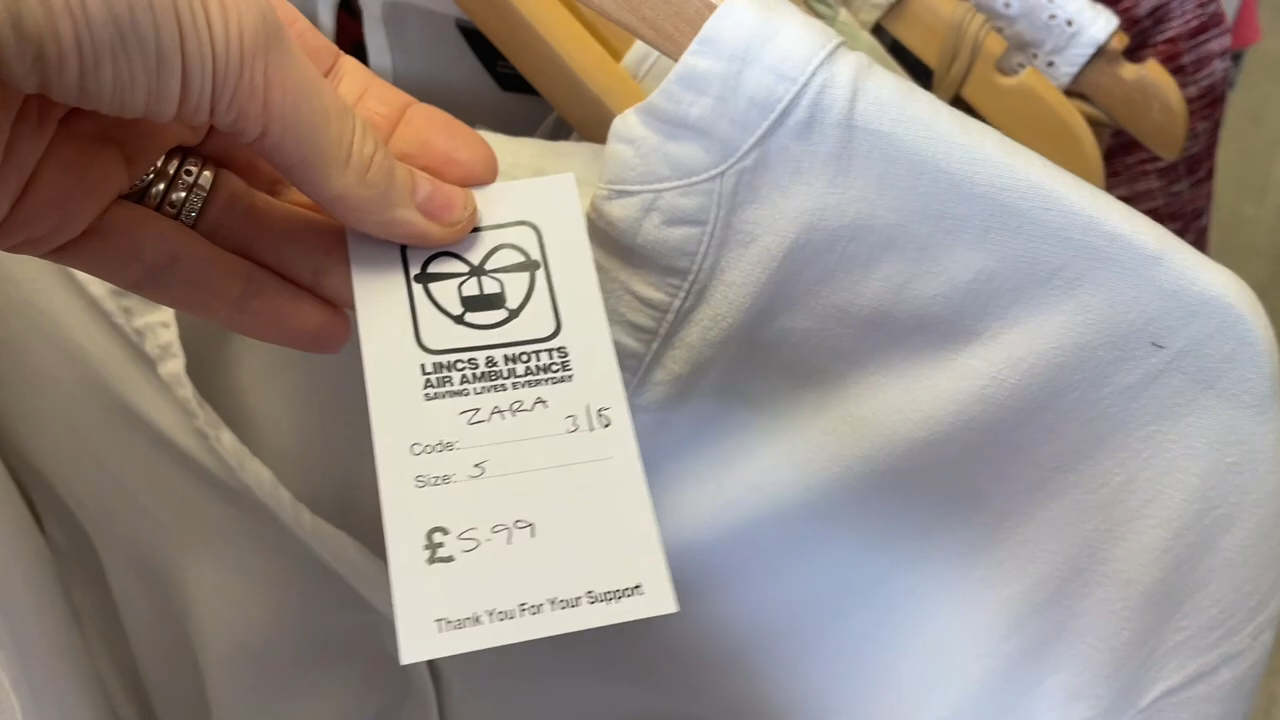 LINCS & NOTTS
AIR AMBULANCE
SAVING LIVES EVERYDAY
ZARA
Code: 3/5
Size: S
£5.99
Thank You For Your Support